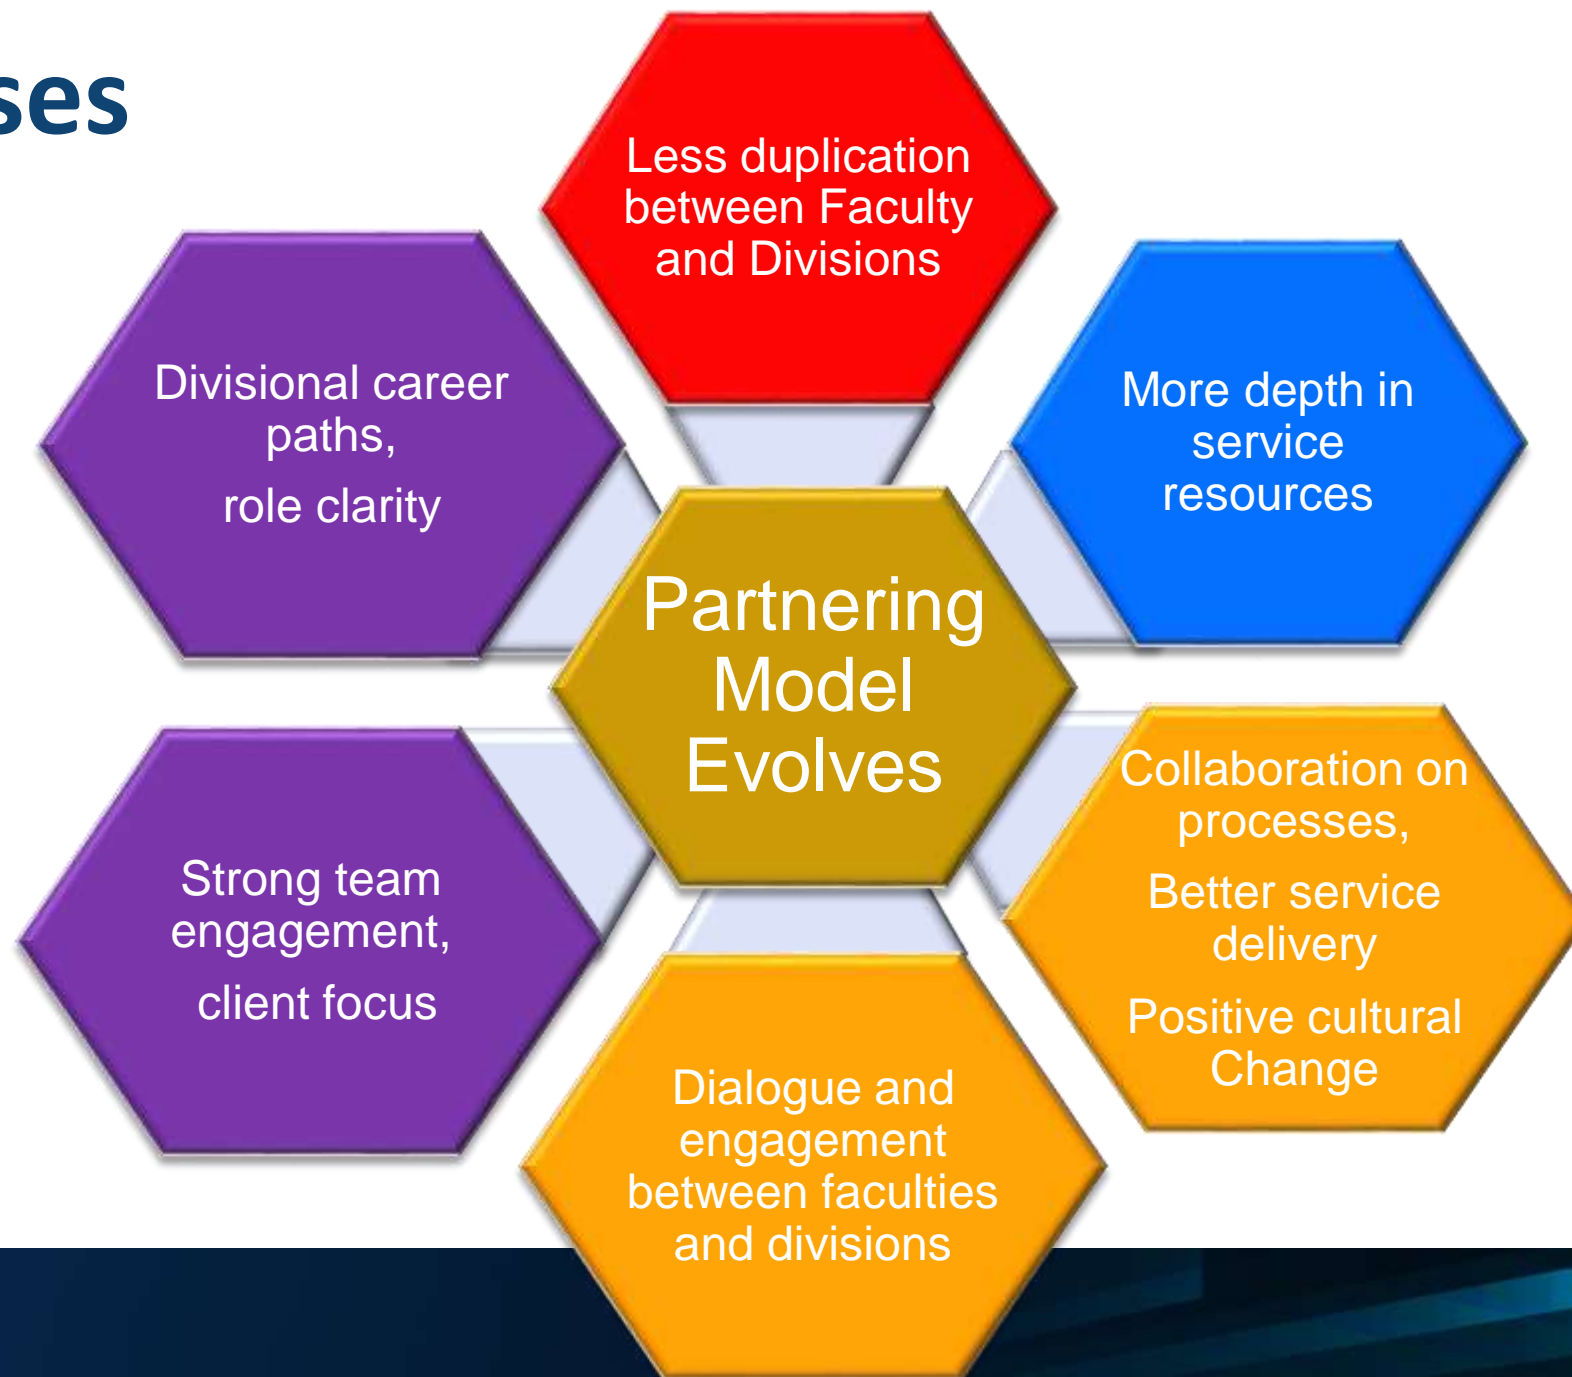 Less duplication
between Faculty
and Divisions
More depth in
service
resources
Collaboration on
processes,
Better service
delivery
Positive cultural
Change
Dialogue and
engagement
between faculties
and divisions
Strong team
engagement,
client focus
Divisional career
paths,
role clarity
Partnering
Model
Evolves